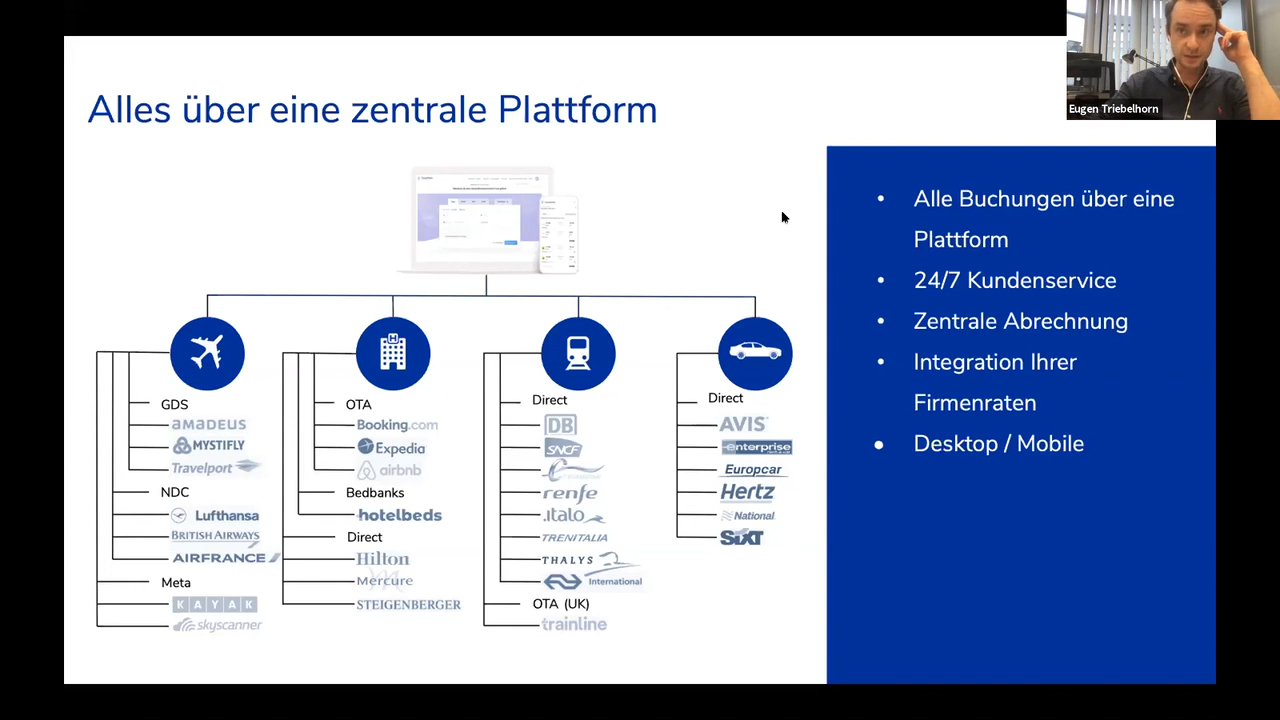 Eugen Triebelhorn
Alles über eine zentrale Plattform
GDS
amadeus
MYSTIFLY
Travelport
NDC
Lufthansa
BRITISH AIRWAYS
AIRFRANCE
Meta
KAYAK
skyscanner
OTA
Booking.com
Expedia
airbnb
Bedbanks
hotelbeds
Direct
Hilton
Mercure
STEIGENBERGER
Direct
DB
SNCF
renfe
.italo
TRENITALIA
THALYS
International
OTA (UK)
trainline
Direct
AVIS
enterprise
Europcar
Hertz
National
SIXT
• Alle Buchungen über eine
Plattform
• 24/7 Kundenservice
• Zentrale Abrechnung
• Integration Ihrer
Firmenraten
• Desktop / Mobile